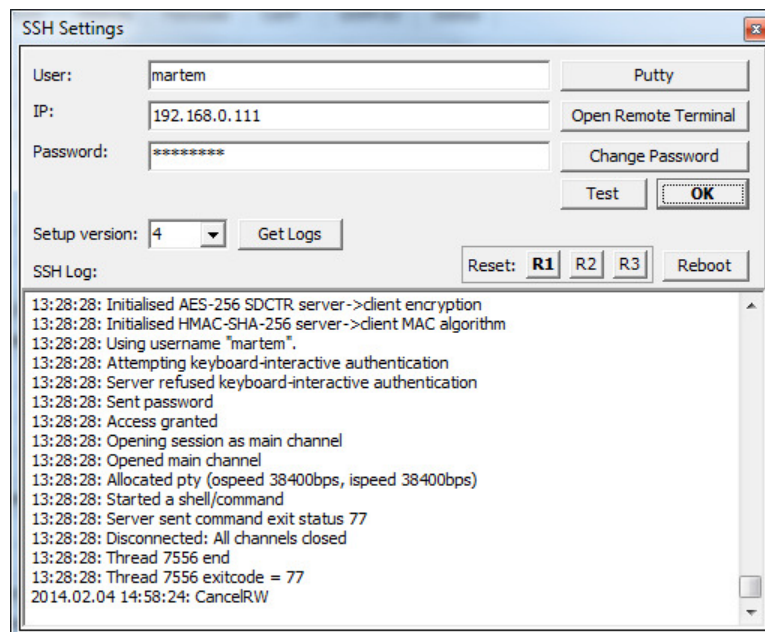 SSH Settings
User: martem Putty
IP: 192.168.0.111 Open Remote Terminal
Password: ******** Change Password
Test OK
Setup version: 4 Get Logs
SSH Log: Reset: R1 R2 R3 Reboot
13:28:28: Initialised AES-256 SDCTR server->client encryption
13:28:28: Initialised HMAC-SHA-256 server->client MAC algorithm
13:28:28: Using username "martem".
13:28:28: Attempting keyboard-interactive authentication
13:28:28: Server refused keyboard-interactive authentication
13:28:28: Sent password
13:28:28: Access granted
13:28:28: Opening session as main channel
13:28:28: Opened main channel
13:28:28: Allocated pty (ospeed 38400bps, ispeed 38400bps)
13:28:28: Started a shell/command
13:28:28: Server sent command exit status 77
13:28:28: Disconnected: All channels closed
13:28:28: Thread 7556 end
13:28:28: Thread 7556 exitcode = 77
2014.02.04 14:58:24: CancelRW